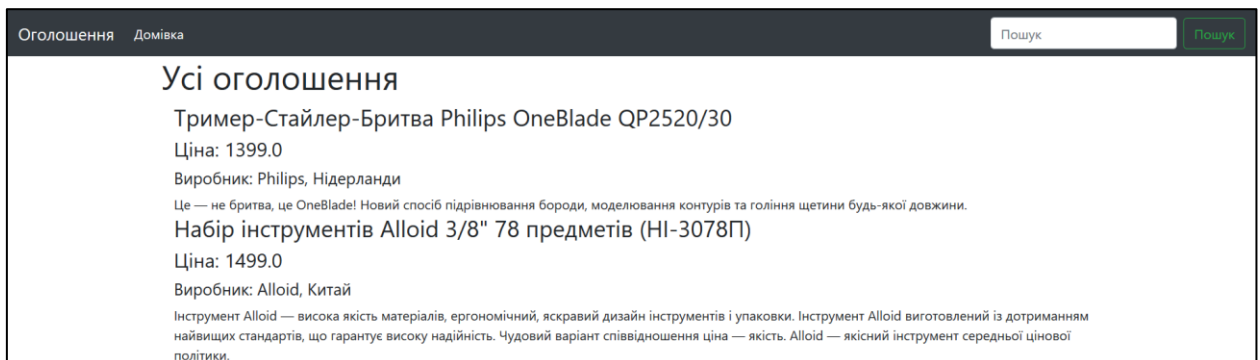 Оголошення Домівка Пошук Пошук
Усі оголошення
Тример-Стайлер-Бритва Philips OneBlade QP2520/30
Ціна: 1399.0
Виробник: Philips, Нідерланди
Це — не бритва, це OneBlade! Новий спосіб підрівнювання бороди, моделювання контурів та гоління щетини будь-якої довжини.
Набір інструментів Alloid 3/8" 78 предметів (НІ-3078П)
Ціна: 1499.0
Виробник: Alloid, Китай
Інструмент Alloid — висока якість матеріалів, ергономічний, яскравий дизайн інструментів і упаковки. Інструмент Alloid виготовлений із дотриманням
найвищих стандартів, що гарантує високу надійність. Чудовий варіант співвідношення ціна — якість. Alloid — якісний інструмент середньої цінової
політики.